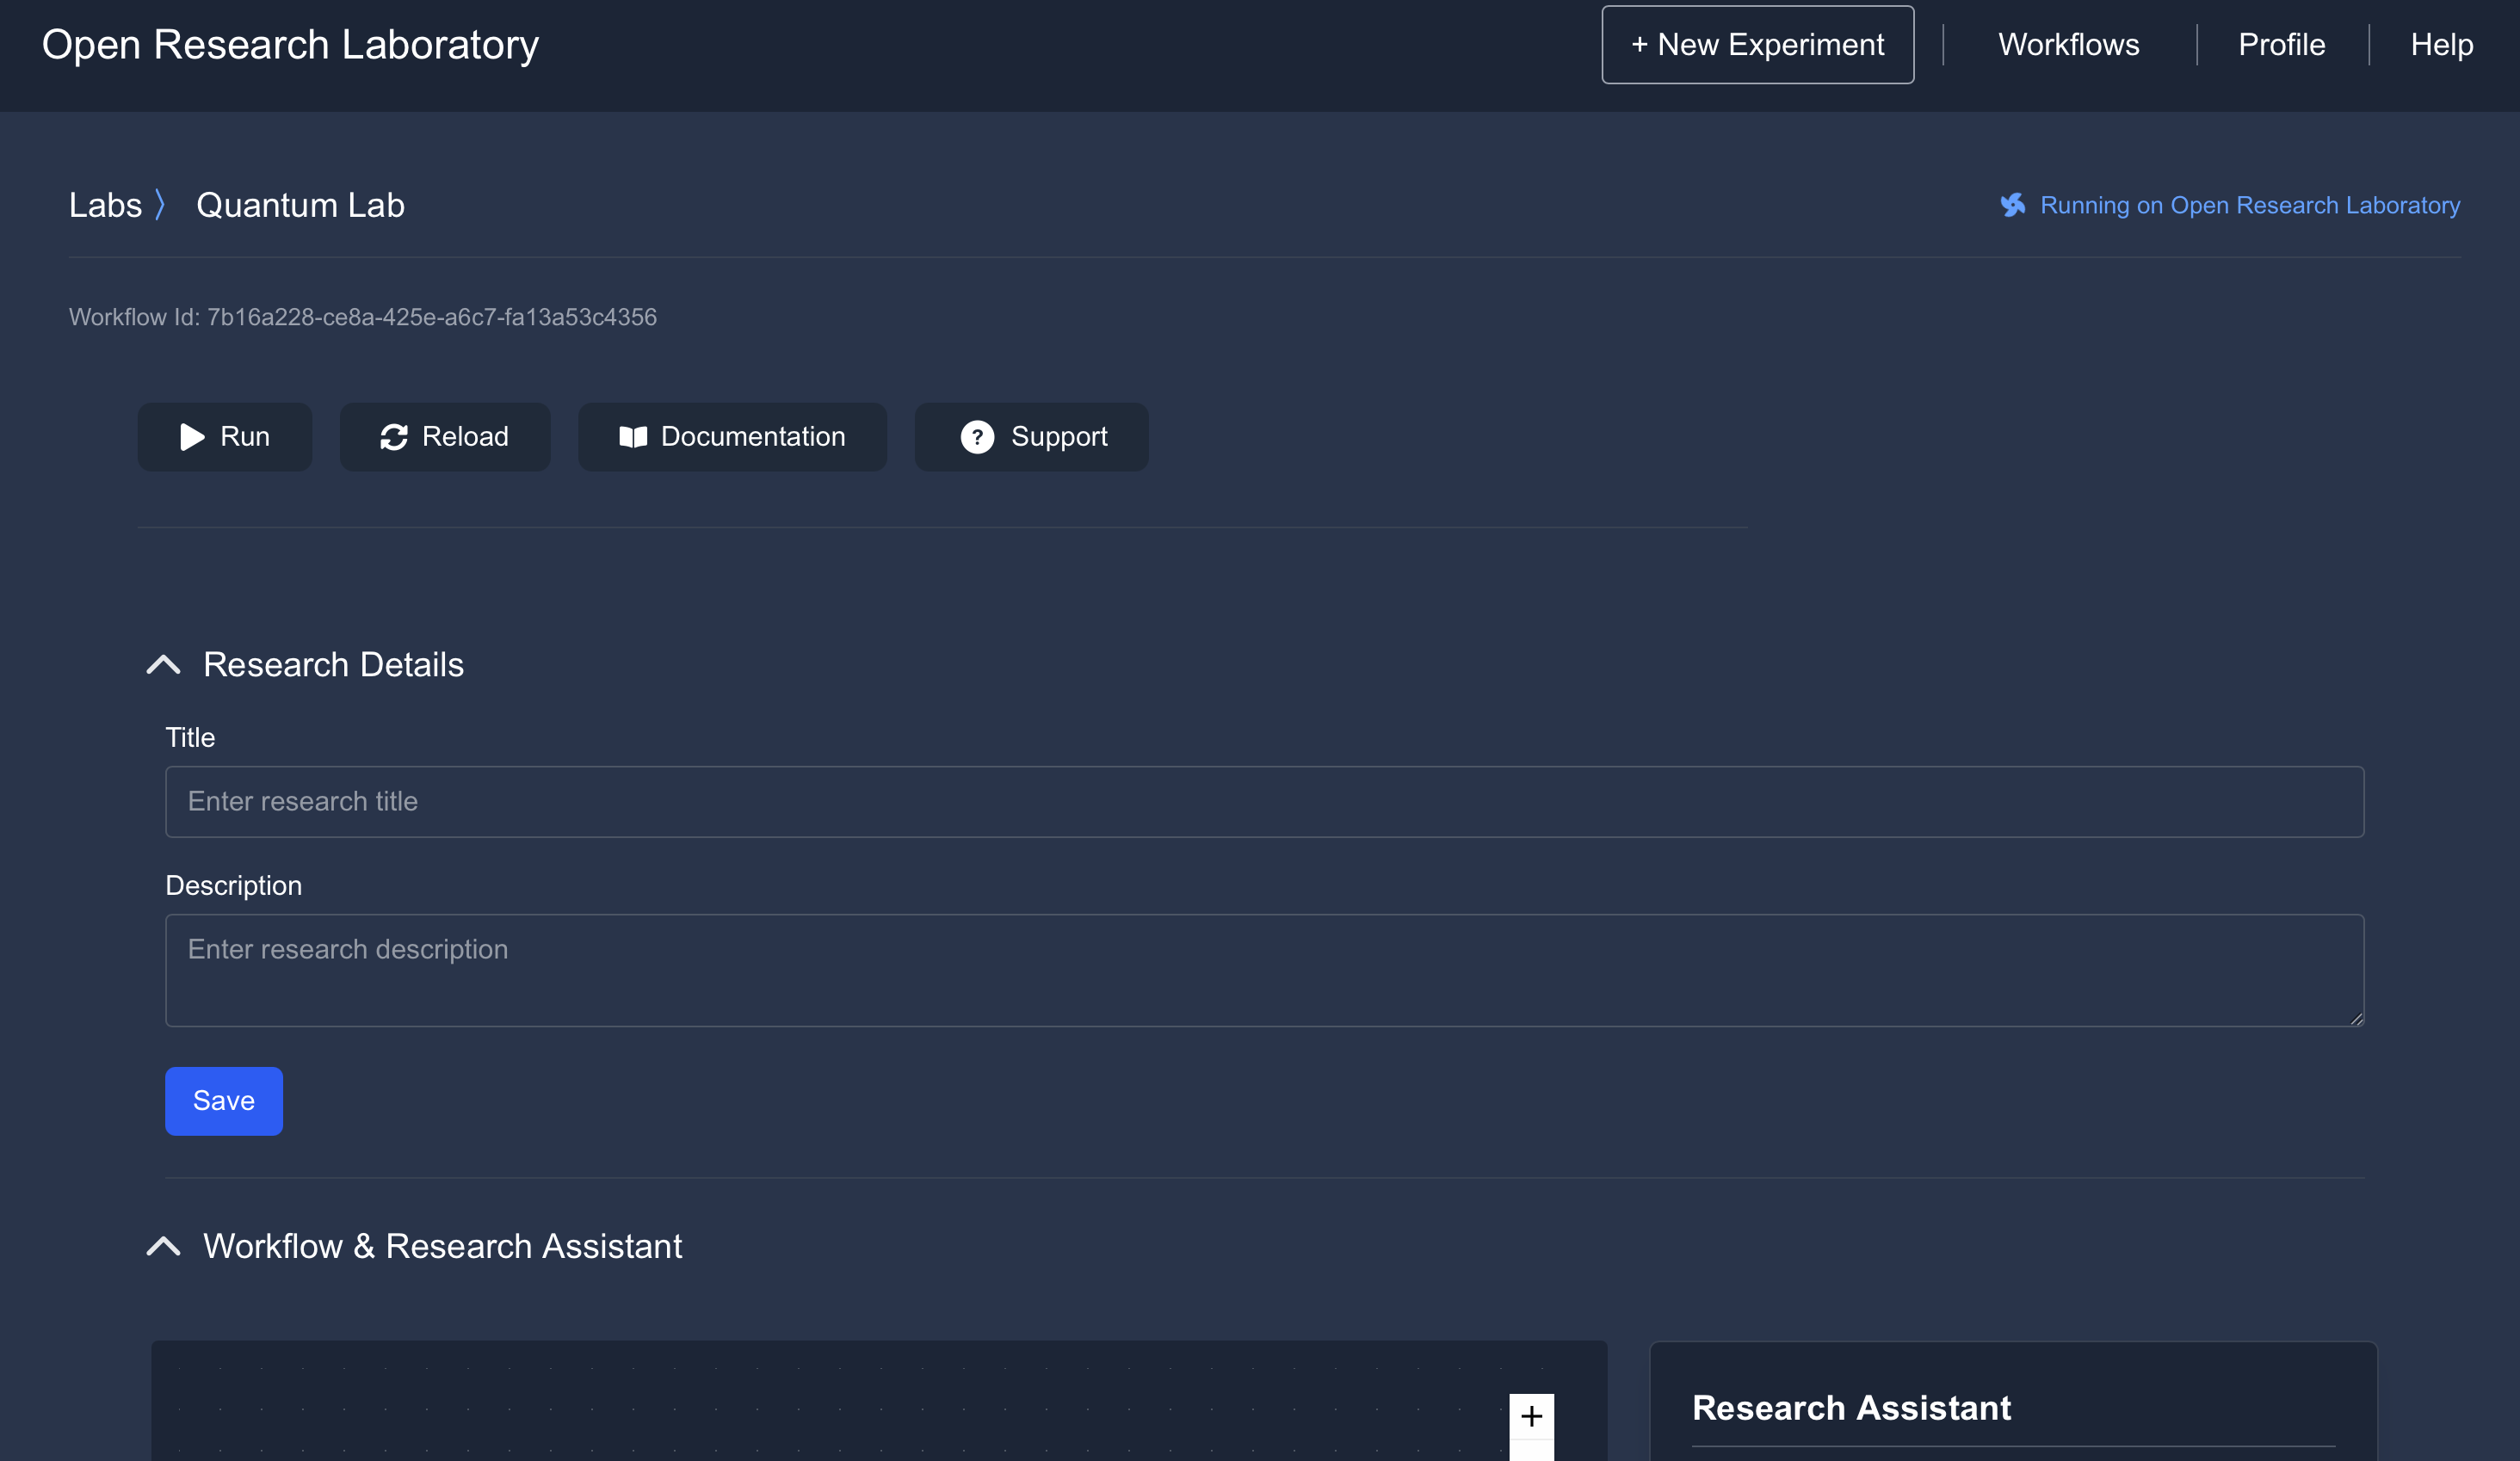 Open Research Laboratory
+ New Experiment
Workflows
Profile
Help
Labs 〉 Quantum Lab
Running on Open Research Laboratory
Workflow Id: 7b16a228-ce8a-425e-a6c7-fa13a53c4356
Run
Reload
Documentation
? Support
Research Details
Title
Enter research title
Description
Enter research description
Save
Workflow & Research Assistant
+
Research Assistant